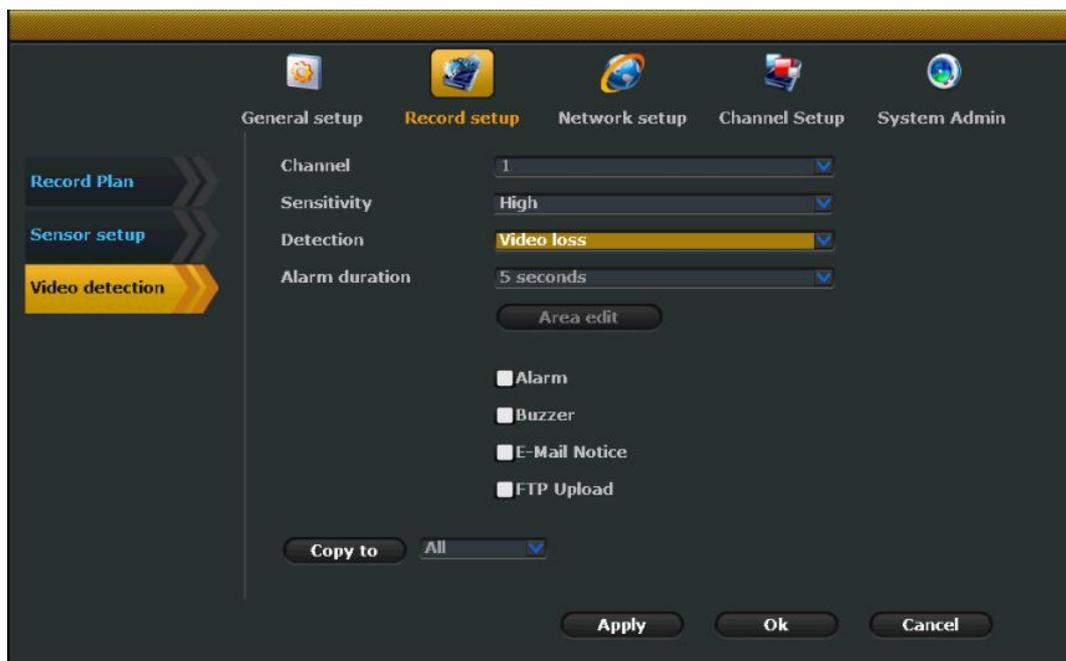 General setup
Record setup
Network setup
Channel Setup
System Admin
Record Plan
Sensor setup
Video detection
Channel
1
Sensitivity
High
Detection
Video loss
Alarm duration
5 seconds
Area edit
Alarm
Buzzer
E-Mail Notice
FTP Upload
Copy to
All
Apply
Ok
Cancel